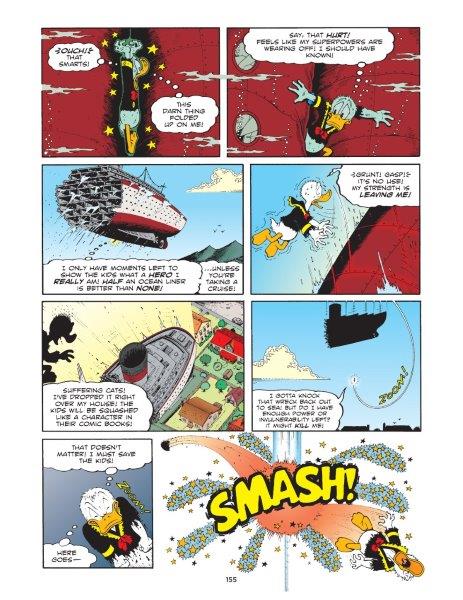 ⚡OUCH!⚡
THAT
SMARTS!
THIS
DARN THING
FOLDED
UP ON ME!
SAY, THAT HURT!
FEELS LIKE MY SUPERPOWERS ARE
WEARING OFF! I SHOULD HAVE
KNOWN!
I ONLY HAVE MOMENTS LEFT TO
SHOW THE KIDS WHAT A HERO I
REALLY AM! HALF AN OCEAN LINER
IS BETTER THAN NONE!
...UNLESS
YOU'RE
TAKING A
CRUISE!
⚡GRUNT! GASP!⚡
IT'S NO USE!
MY STRENGTH IS
LEAVING ME!
SUFFERING CATS!
I'VE DROPPED IT RIGHT
OVER MY HOUSE! THE KIDS
WILL BE SQUASHED
LIKE A CHARACTER
IN THEIR COMIC BOOKS!
ZOOM!
I GOTTA KNOCK
THAT WRECK BACK OUT
TO SEA! BUT DO I HAVE
ENOUGH POWER OR
INVULNERABILITY LEFT?
IT MIGHT KILL ME!
THAT DOESN'T
MATTER! I MUST SAVE
THE KIDS!
ZOOOM!
HERE
GOES—
SMASH!
155